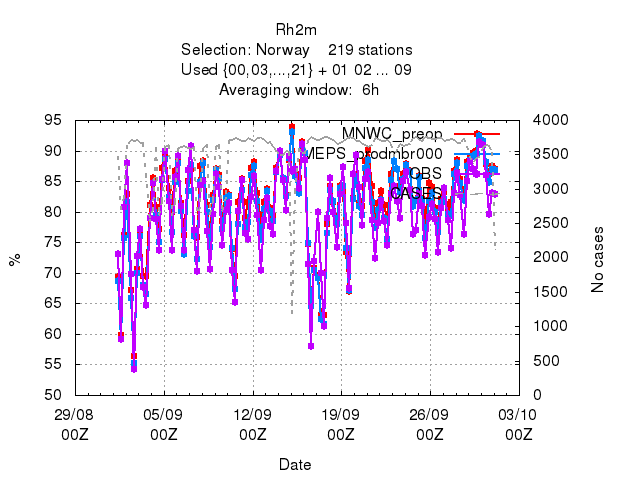 Rh2m
Selection: Norway 219 stations
Used {00,03,...,21} + 01 02 ... 09
Averaging window: 6h
95
90
85
80
75
70
65
60
55
50
4000
3500
3000
2500
2000
1500
1000
500
0
MNWC_preop
MEPS_prodmbr000
OBS
CASES
%
No cases
29/08 05/09 12/09 19/09 26/09 03/10
00Z 00Z 00Z 00Z 00Z 00Z
Date